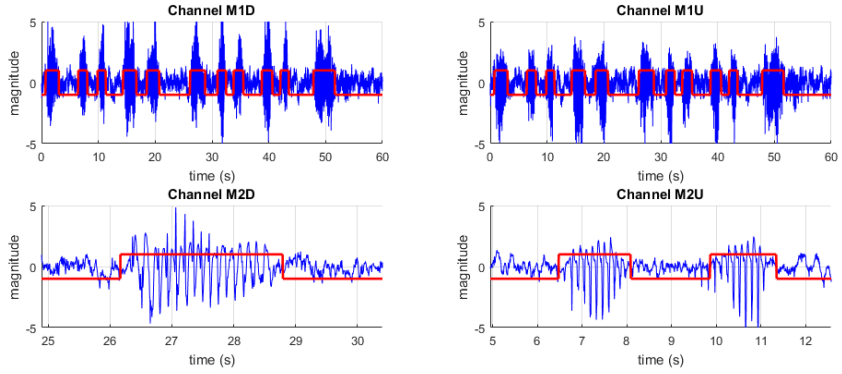 Channel M1D
Channel M1U
magnitude
5
0
-5
0 10 20 30 40 50 60
time (s)
magnitude
5
0
-5
0 10 20 30 40 50 60
time (s)
Channel M2D
Channel M2U
magnitude
5
0
-5
25 26 27 28 29 30
time (s)
magnitude
5
0
-5
5 6 7 8 9 10 11 12
time (s)